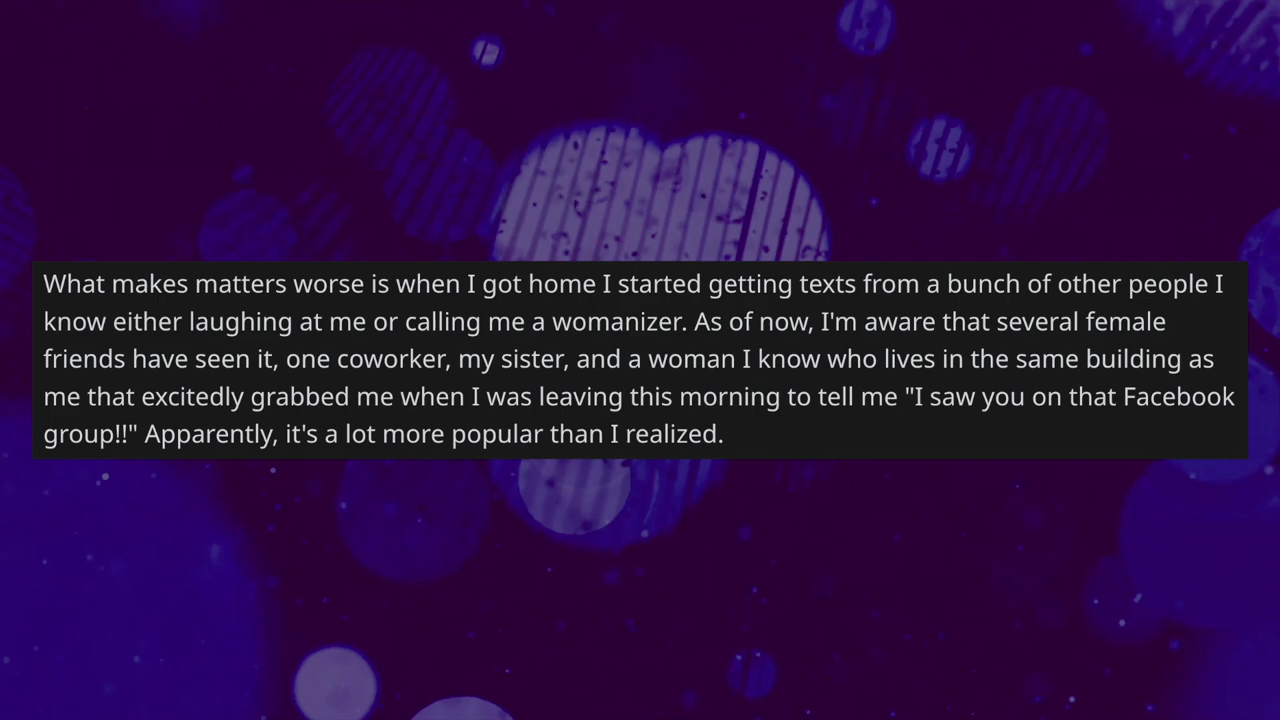 What makes matters worse is when I got home I started getting texts from a bunch of other people I
know either laughing at me or calling me a womanizer. As of now, I'm aware that several female
friends have seen it, one coworker, my sister, and a woman I know who lives in the same building as
me that excitedly grabbed me when I was leaving this morning to tell me "I saw you on that Facebook
group!!" Apparently, it's a lot more popular than I realized.